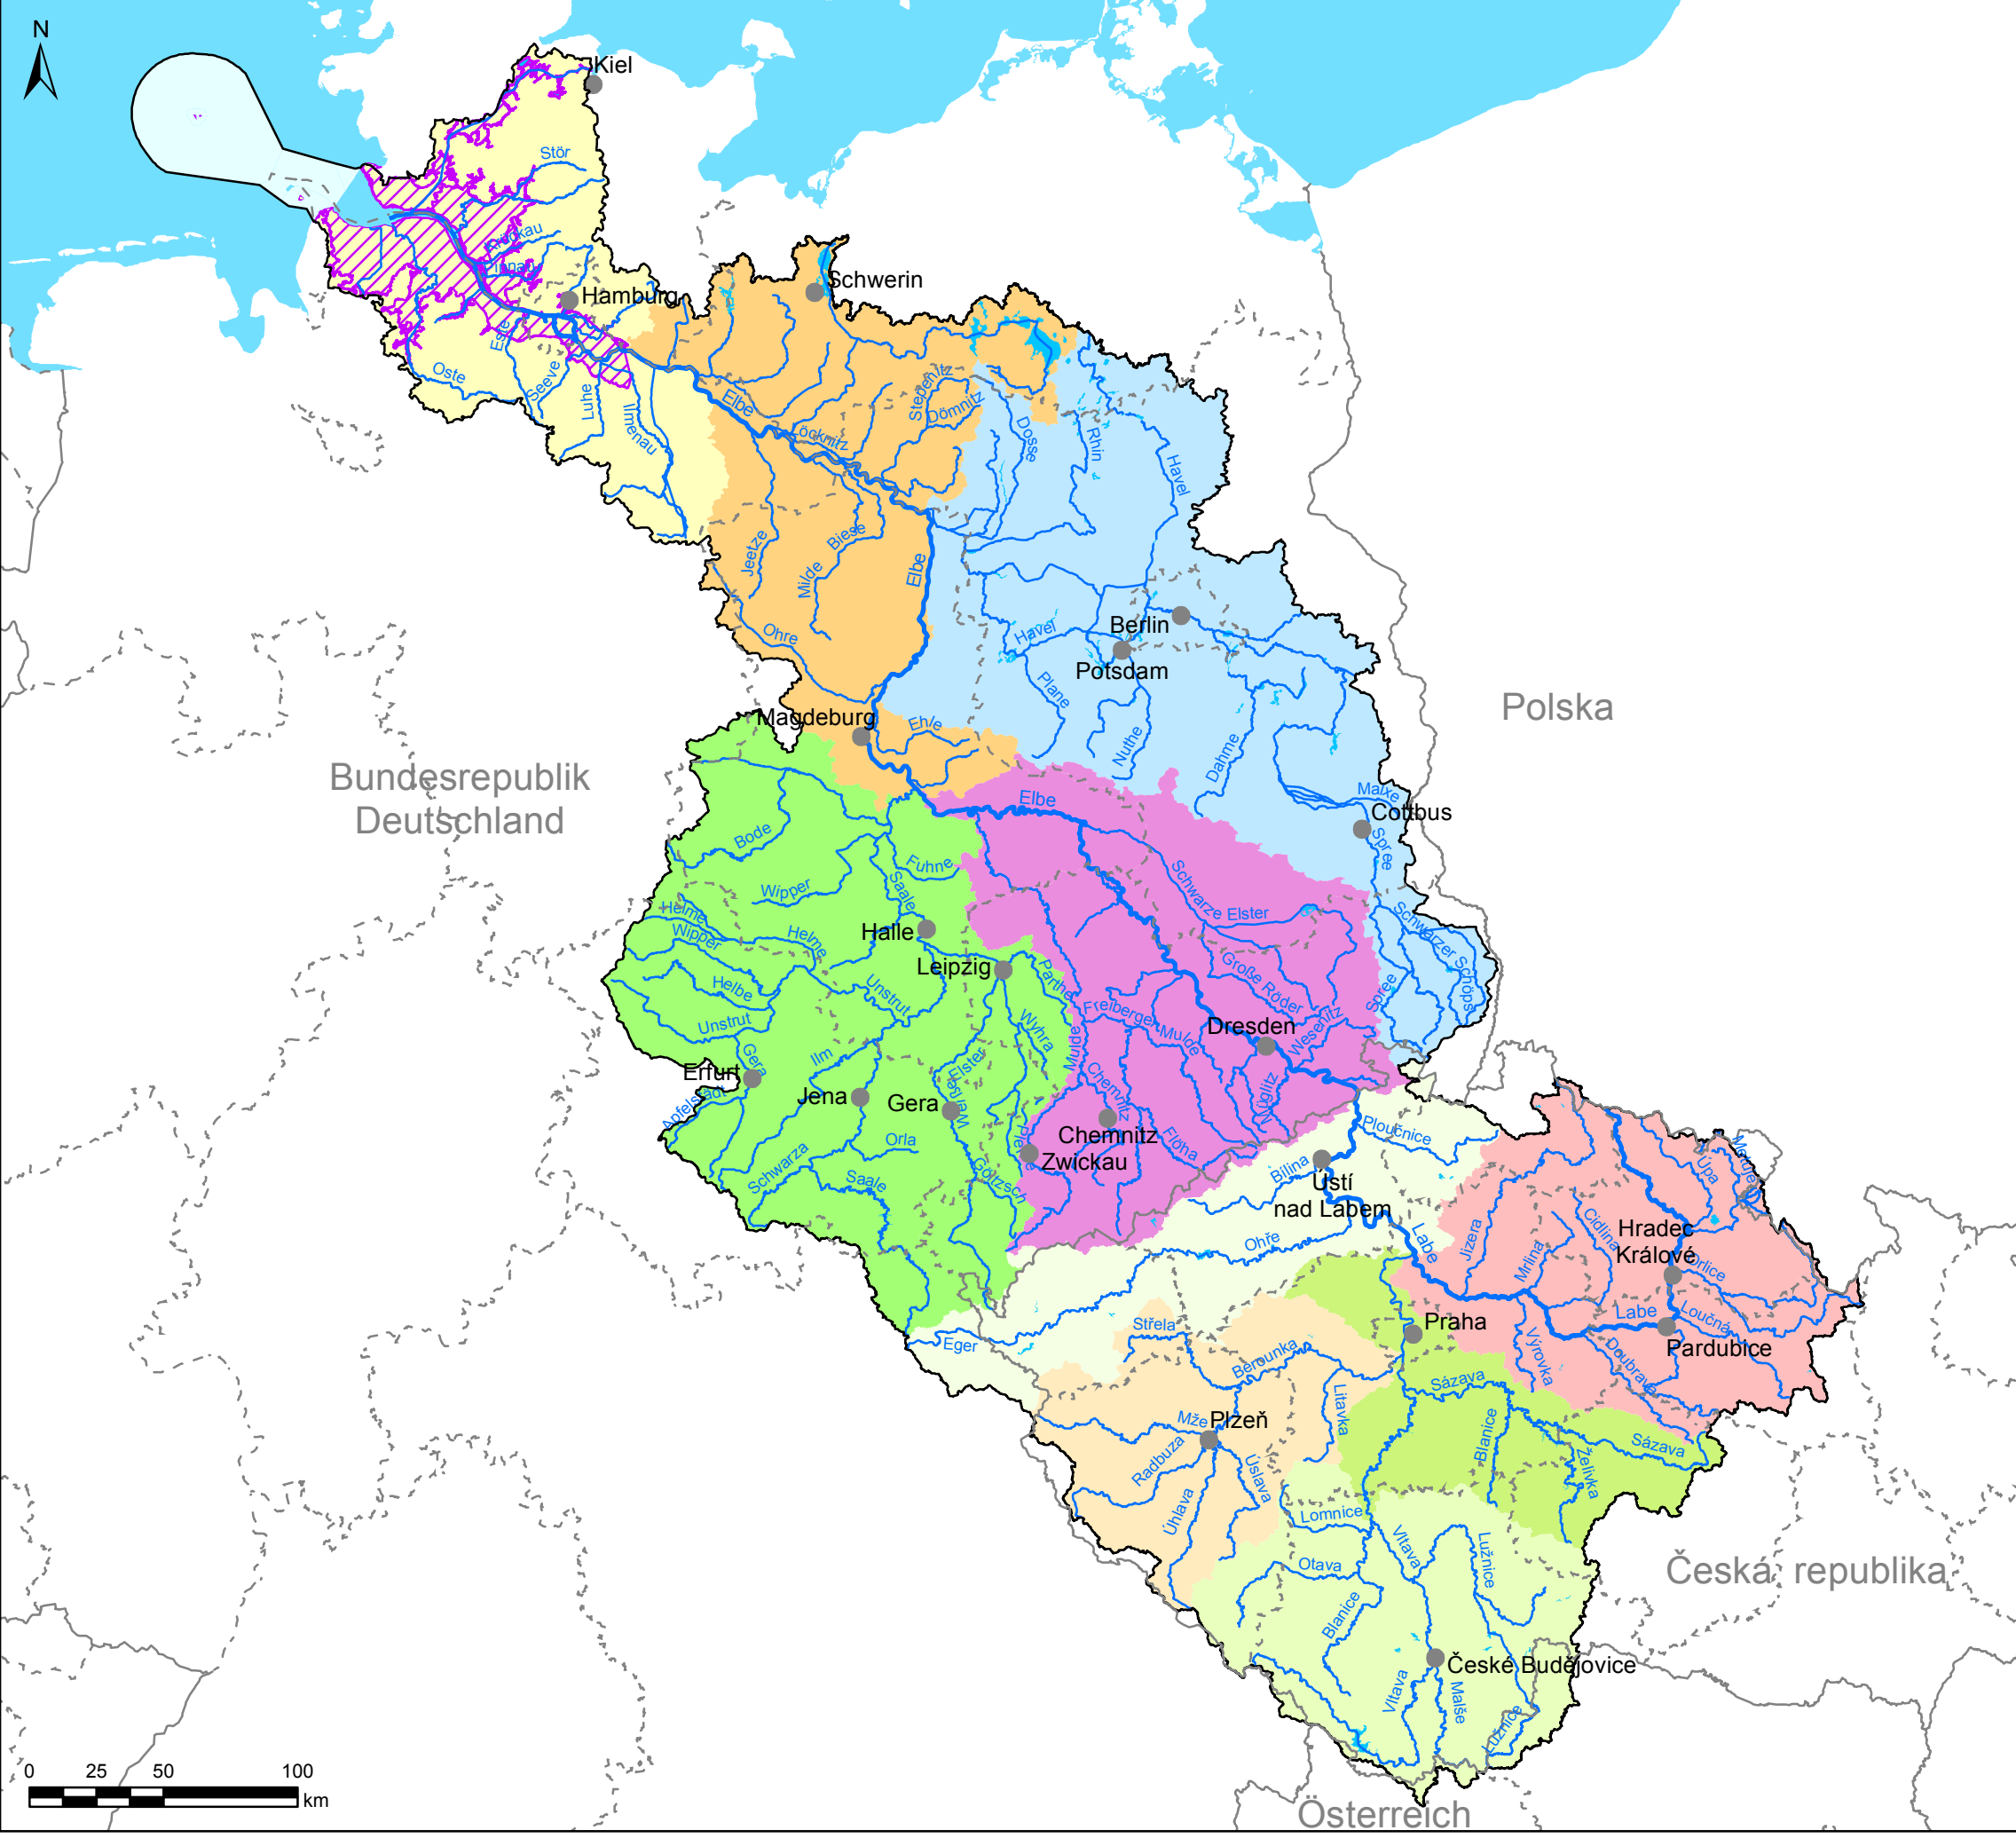 N
Kiel
Stör
Krückau
Pinnau
Hamburg
Schwerin
Este
Oste
Seeve
Luhe
Ilmenau
Elbe
Stepenitz
Dömnitz
Löcknitz
Dosse
Rhin
Havel
Jeetze
Biese
Milde
Elbe
Ohre
Havel
Berlin
Potsdam
Plane
Nuthe
Dahme
Polska
Magdeburg
Ehle
Bundesrepublik
Deutschland
Elbe
Malxe
Cottbus
Spree
Bode
Fuhne
Wipper
Saale
Schwarze Elster
Helme
Wipper
Helme
Halle
Schwarzer Schöps
Leipzig
Parthe
Große Röder
Spree
Helbe
Unstrut
Unstrut
Wyhra
Freiberger Mulde
Mulde
Dresden
Wesenitz
Gera
Ilm
Erfurt
Apfelstädt
Jena
Gera
Weiße Elster
Chemnitz
Müglitz
Chemnitz
Flöha
Zwickau
Orla
Schwarza
Saale
Göltzsch
Ploučnice
Bílina
Ústí
nad Labem
Úpa
Metuje
Ohře
Labe
Jizera
Cidlina
Mrlina
Hradec
Králové
Orlice
Labe
Loučná
Pardubice
Eger
Střela
Berounka
Praha
Výrovka
Doubrava
Sázava
Litavka
Mže
Plzeň
Radbuza
Úslava
Úhlava
Blanice
Želivka
Sázava
Lomnice
Vltava
Lužnice
Otava
Blanice
Česká republika
České Budějovice
Vltava
Malše
Lužnice
Österreich
0 25 50 100
km